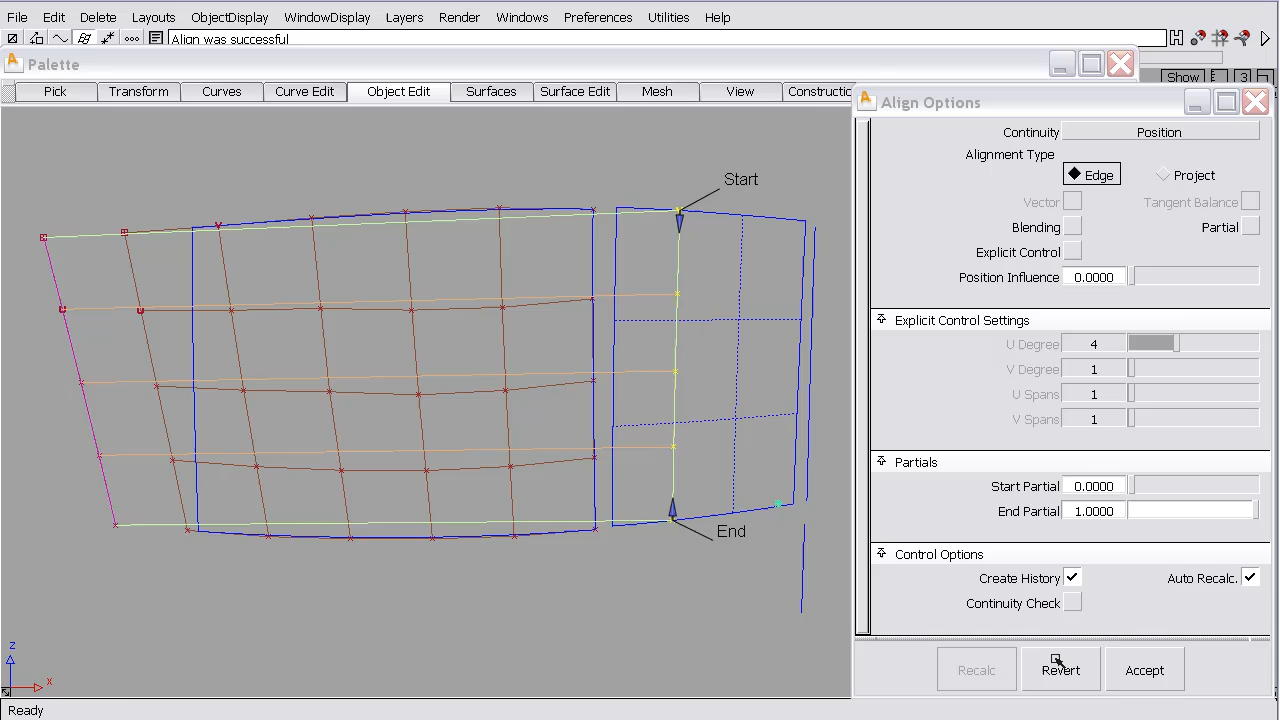 File Edit Delete Layouts ObjectDisplay WindowDisplay Layers Render Windows Preferences Utilities Help
Align was successful
Palette
Show 3
Pick Transform Curves Curve Edit Object Edit Surfaces Surface Edit Mesh View Constructic
Align Options
Continuity Position
Alignment Type
Edge Project
Vector Tangent Balance
Blending Partial
Explicit Control
Position Influence 0.0000
Explicit Control Settings
U Degree 4
V Degree 1
U Spans 1
V Spans 1
Partials
Start Partial 0.0000
End Partial 1.0000
Control Options
Create History Auto Recalc.
Continuity Check
Recalc Revert Accept
Start
End
z
x
Ready